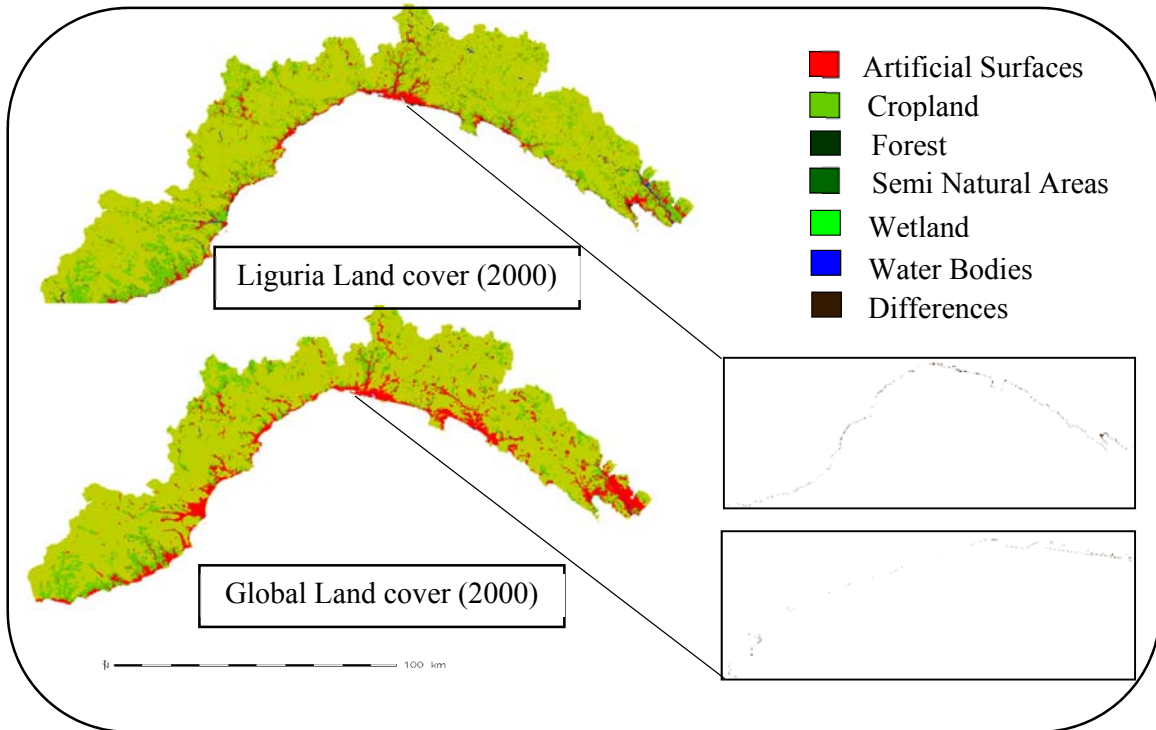 Artificial Surfaces
Cropland
Forest
Semi Natural Areas
Wetland
Water Bodies
Differences
Liguria Land cover (2000)
Global Land cover (2000)
N
100 km